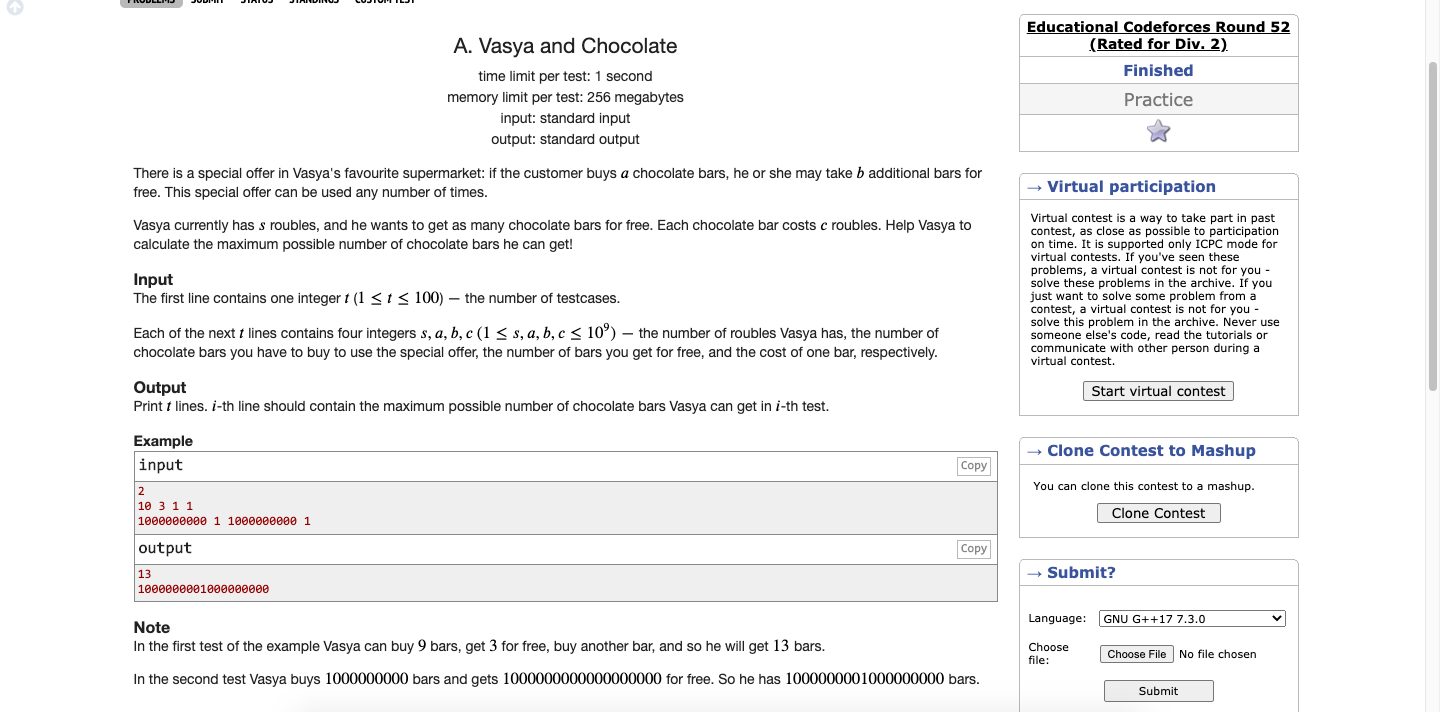 PROBLEMS SUBMIT STATUS STANDINGS CUSTOM TEST
A. Vasya and Chocolate
time limit per test: 1 second
memory limit per test: 256 megabytes
input: standard input
output: standard output
There is a special offer in Vasya's favourite supermarket: if the customer buys a chocolate bars, he or she may take b additional bars for
free. This special offer can be used any number of times.
Vasya currently has s roubles, and he wants to get as many chocolate bars for free. Each chocolate bar costs c roubles. Help Vasya to
calculate the maximum possible number of chocolate bars he can get!
Input
The first line contains one integer t (1 ≤ t ≤ 100) — the number of testcases.
Each of the next t lines contains four integers s, a, b, c (1 ≤ s, a, b, c ≤ 10⁹) — the number of roubles Vasya has, the number of
chocolate bars you have to buy to use the special offer, the number of bars you get for free, and the cost of one bar, respectively.
Output
Print t lines. i-th line should contain the maximum possible number of chocolate bars Vasya can get in i-th test.
Example
input
Copy
2
10 3 1 1
1000000000 1 1000000000 1
output
Copy
13
1000000001000000000
Note
In the first test of the example Vasya can buy 9 bars, get 3 for free, buy another bar, and so he will get 13 bars.
In the second test Vasya buys 1000000000 bars and gets 1000000000000000000 for free. So he has 1000000001000000000 bars.
Educational Codeforces Round 52
(Rated for Div. 2)
Finished
Practice
→ Virtual participation
Virtual contest is a way to take part in past
contest, as close as possible to participation
on time. It is supported only ICPC mode for
virtual contests. If you've seen these
problems, a virtual contest is not for you -
solve these problems in the archive. If you
just want to solve some problem from a
contest, a virtual contest is not for you -
solve this problem in the archive. Never use
someone else's code, read the tutorials or
communicate with other person during a
virtual contest.
Start virtual contest
→ Clone Contest to Mashup
You can clone this contest to a mashup.
Clone Contest
→ Submit?
Language: GNU G++17 7.3.0
Choose
file:
Choose File No file chosen
Submit